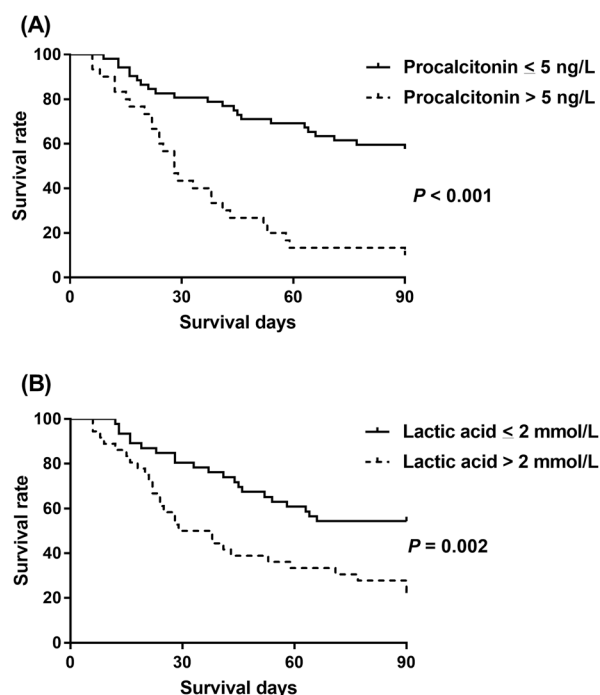 (A)
100
80
60
40
20
0
Survival rate
Procalcitonin ≤ 5 ng/L
Procalcitonin > 5 ng/L
P < 0.001
0 30 60 90
Survival days
(B)
100
80
60
40
20
0
Survival rate
Lactic acid ≤ 2 mmol/L
Lactic acid > 2 mmol/L
P = 0.002
0 30 60 90
Survival days